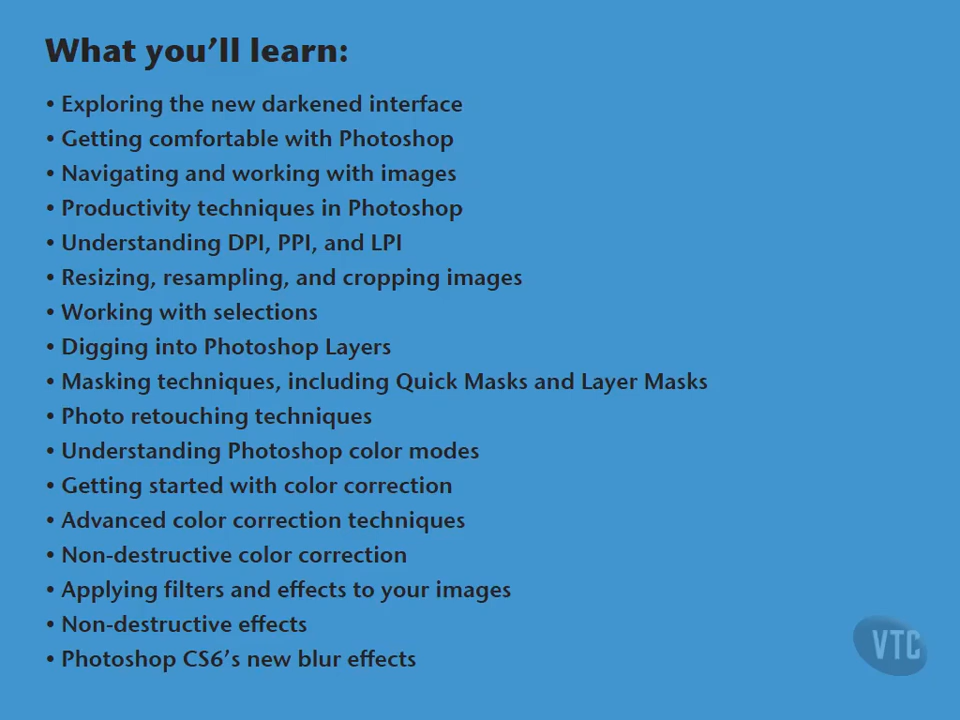 What you’ll learn:
• Exploring the new darkened interface
• Getting comfortable with Photoshop
• Navigating and working with images
• Productivity techniques in Photoshop
• Understanding DPI, PPI, and LPI
• Resizing, resampling, and cropping images
• Working with selections
• Digging into Photoshop Layers
• Masking techniques, including Quick Masks and Layer Masks
• Photo retouching techniques
• Understanding Photoshop color modes
• Getting started with color correction
• Advanced color correction techniques
• Non-destructive color correction
• Applying filters and effects to your images
• Non-destructive effects
• Photoshop CS6’s new blur effects
VTC